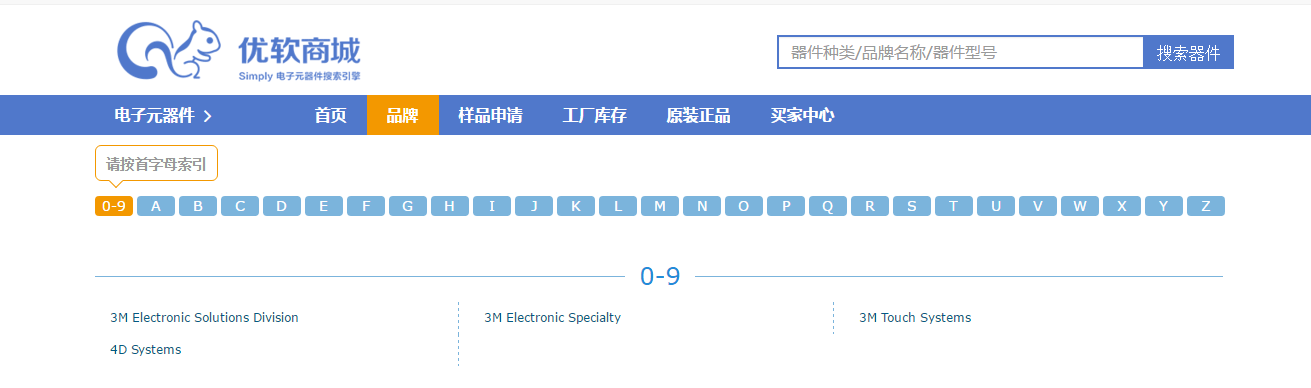 优软商城
Simply 电子元器件搜索引擎
器件种类/品牌名称/器件型号 搜索器件
电子元器件 首页 品牌 样品申请 工厂库存 原装正品 买家中心
请按首字母索引
0-9 A B C D E F G H I J K L M N O P Q R S T U V W X Y Z
0-9
3M Electronic Solutions Division 3M Electronic Specialty 3M Touch Systems
4D Systems